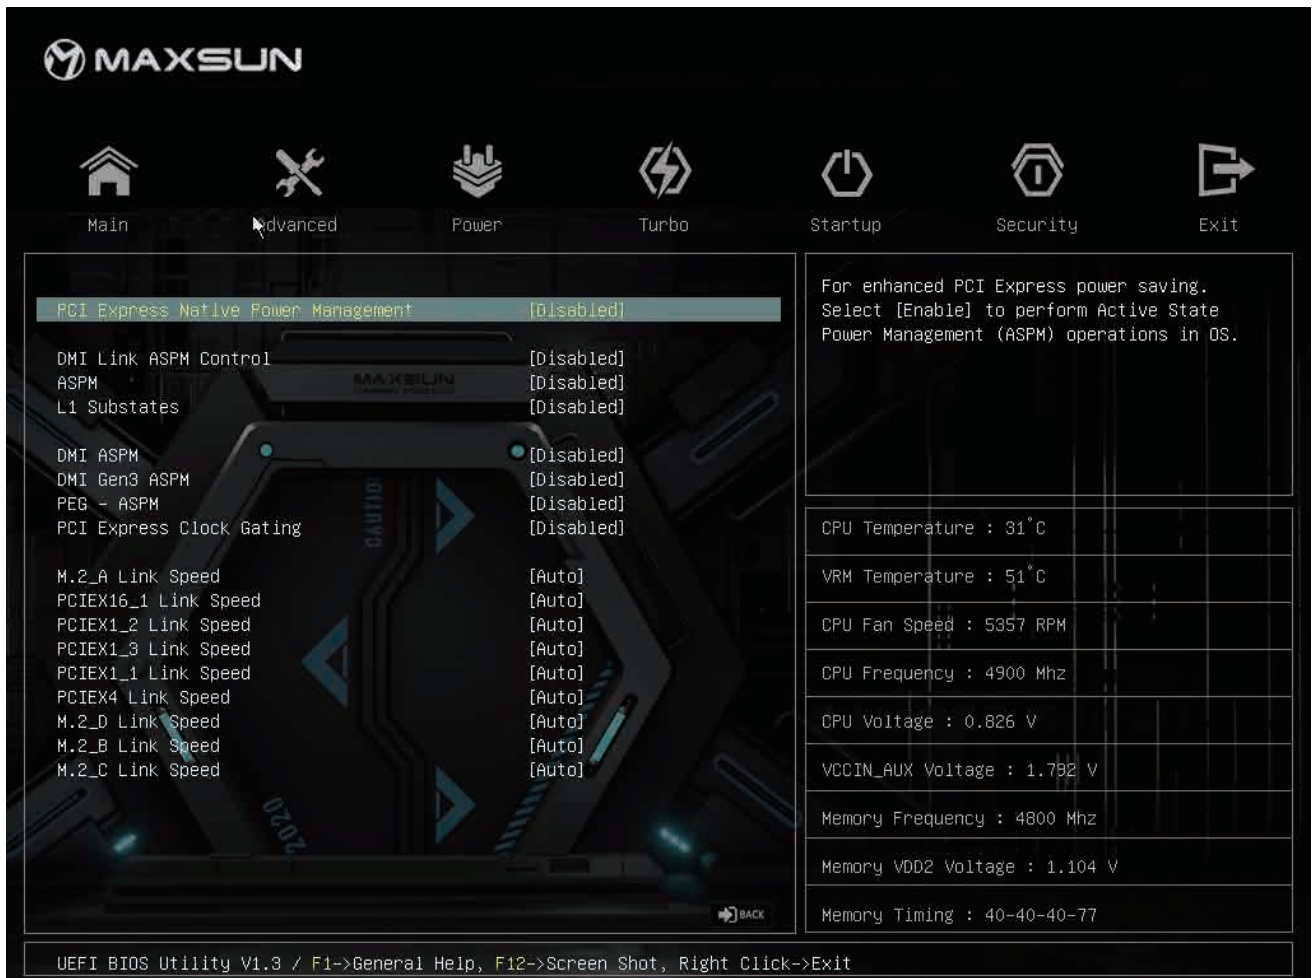 MAXSUN
Main Advanced Power Turbo Startup Security Exit
PCI Express Native Power Management [Disabled]
DMI Link ASPM Control [Disabled]
ASPM [Disabled]
L1 Substates [Disabled]
DMI ASPM [Disabled]
DMI Gen3 ASPM [Disabled]
PEG - ASPM [Disabled]
PCI Express Clock Gating [Disabled]
M.2_A Link Speed [Auto]
PCIEX16_1 Link Speed [Auto]
PCIEX1_2 Link Speed [Auto]
PCIEX1_3 Link Speed [Auto]
PCIEX1_1 Link Speed [Auto]
PCIEX4 Link Speed [Auto]
M.2_D Link Speed [Auto]
M.2_B Link Speed [Auto]
M.2_C Link Speed [Auto]
MAXSUN
CAUTION
2020
BACK
For enhanced PCI Express power saving.
Select [Enable] to perform Active State
Power Management (ASPM) operations in OS.
CPU Temperature : 31°C
VRM Temperature : 51°C
CPU Fan Speed : 5357 RPM
CPU Frequency : 4900 Mhz
CPU Voltage : 0.826 V
VCCIN_AUX Voltage : 1.792 V
Memory Frequency : 4800 Mhz
Memory VDD2 Voltage : 1.104 V
Memory Timing : 40-40-40-77
UEFI BIOS Utility V1.3 / F1->General Help, F12->Screen Shot, Right Click->Exit